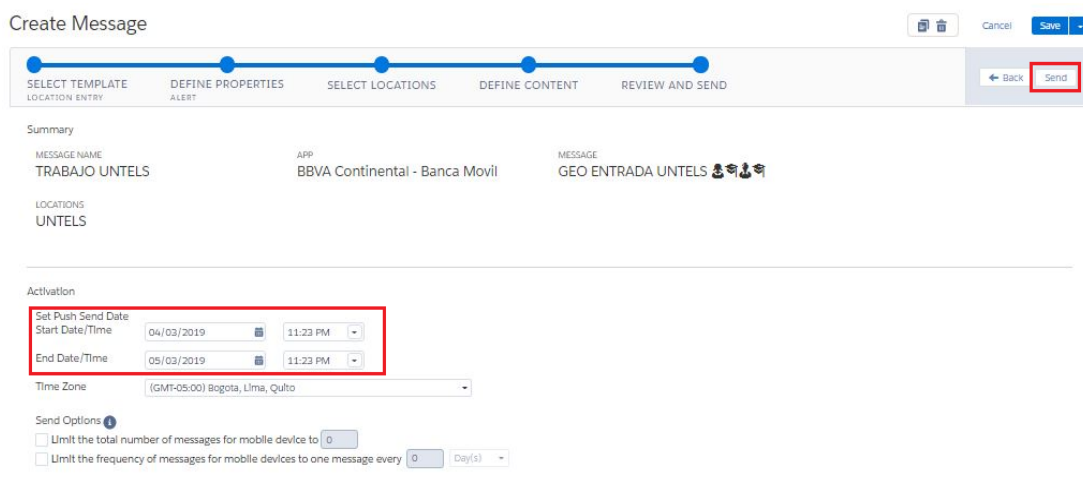 Create Message
Cancel
Save
SELECT TEMPLATE
LOCATION ENTRY
DEFINE PROPERTIES
ALERT
SELECT LOCATIONS
DEFINE CONTENT
REVIEW AND SEND
← Back
Send
Summary
MESSAGE NAME
TRABAJO UNTELS
APP
BBVA Continental - Banca Movil
MESSAGE
GEO ENTRADA UNTELS
LOCATIONS
UNTELS
Activation
Set Push Send Date
Start Date/Time 04/03/2019 11:23 PM
End Date/Time 05/03/2019 11:23 PM
Time Zone (GMT-05:00) Bogota, Lima, Quito
Send Options
Limit the total number of messages for mobile device to 0
Limit the frequency of messages for mobile devices to one message every 0 Day(s)